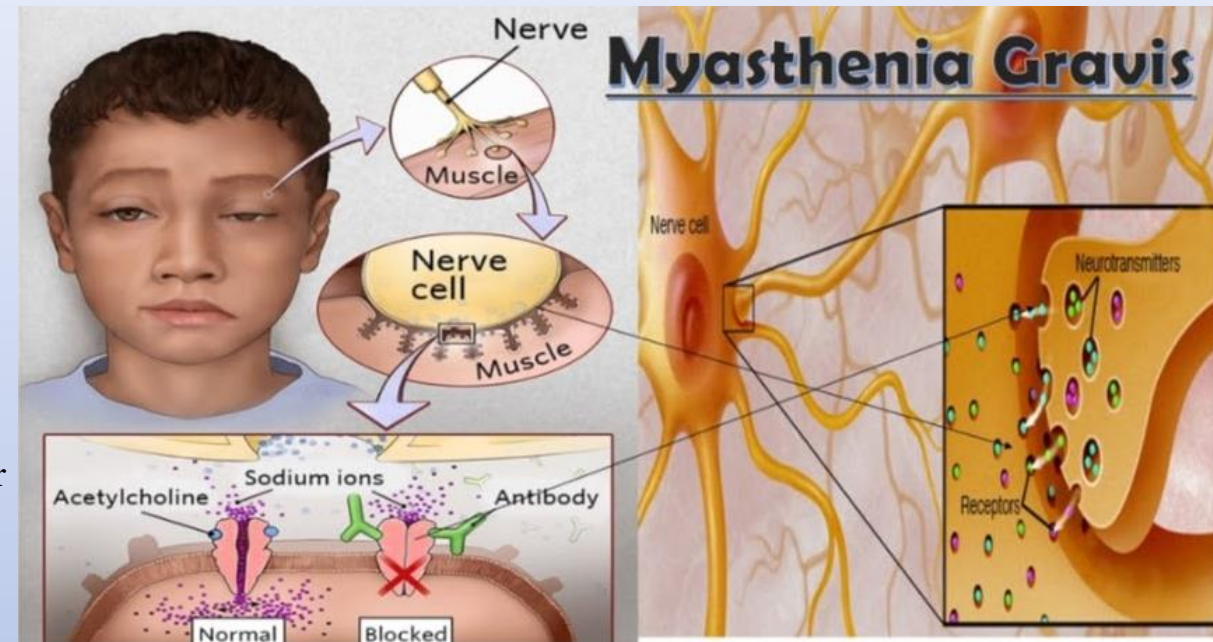 Nerve
Myasthenia Gravis
Muscle
Nerve
cell
Muscle
Nerve cell
Neurotransmitters
Receptors
Sodium ions
Acetylcholine
Antibody
Normal
Blocked